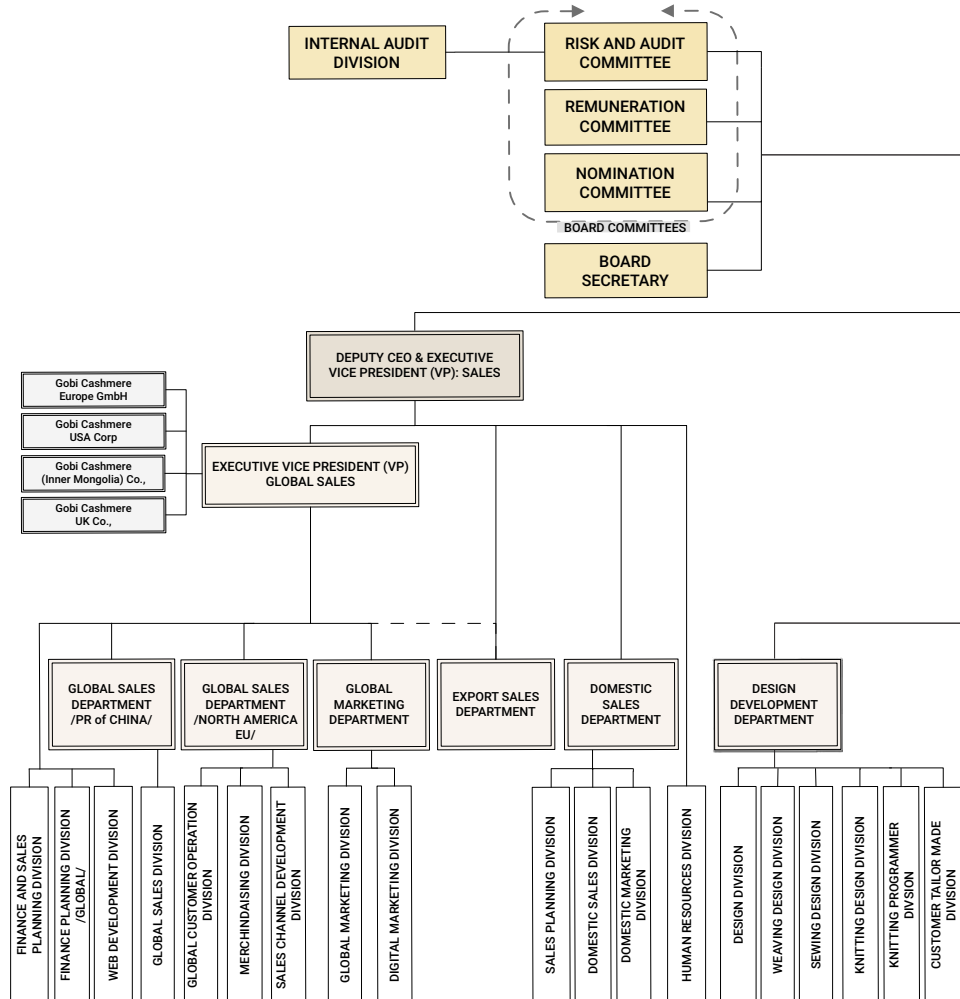 INTERNAL AUDIT
DIVISION
RISK AND AUDIT
COMMITTEE
REMUNERATION
COMMITTEE
NOMINATION
COMMITTEE
BOARD COMMITTEES
BOARD
SECRETARY
DEPUTY CEO & EXECUTIVE
VICE PRESIDENT (VP): SALES
Gobi Cashmere
Europe GmbH
Gobi Cashmere
USA Corp
Gobi Cashmere
(Inner Mongolia) Co.,
Gobi Cashmere
UK Co.,
EXECUTIVE VICE PRESIDENT (VP)
GLOBAL SALES
GLOBAL SALES
DEPARTMENT
/PR of CHINA/
GLOBAL SALES
DEPARTMENT
/NORTH AMERICA
EU/
GLOBAL
MARKETING
DEPARTMENT
EXPORT SALES
DEPARTMENT
DOMESTIC
SALES
DEPARTMENT
DESIGN
DEVELOPMENT
DEPARTMENT
FINANCE AND SALES
PLANNING DIVISION
FINANCE PLANNING DIVISION
/GLOBAL/
WEB DEVELOPMENT DIVISION
GLOBAL SALES DIVISION
GLOBAL CUSTOMER OPERATION
DIVISION
MERCHINDAISING DIVISION
SALES CHANNEL DEVELOPMENT
DIVISION
GLOBAL MARKETING DIVISION
DIGITAL MARKETING DIVISION
SALES PLANNING DIVISION
DOMESTIC SALES DIVISION
DOMESTIC MARKETING
DIVISION
HUMAN RESOURCES DIVISION
DESIGN DIVISION
WEAVING DESIGN DIVISION
SEWING DESIGN DIVISION
KNITTING DESIGN DIVISION
KNITTING PROGRAMMER
DIVSION
CUSTOMER TAILOR MADE
DIVISION